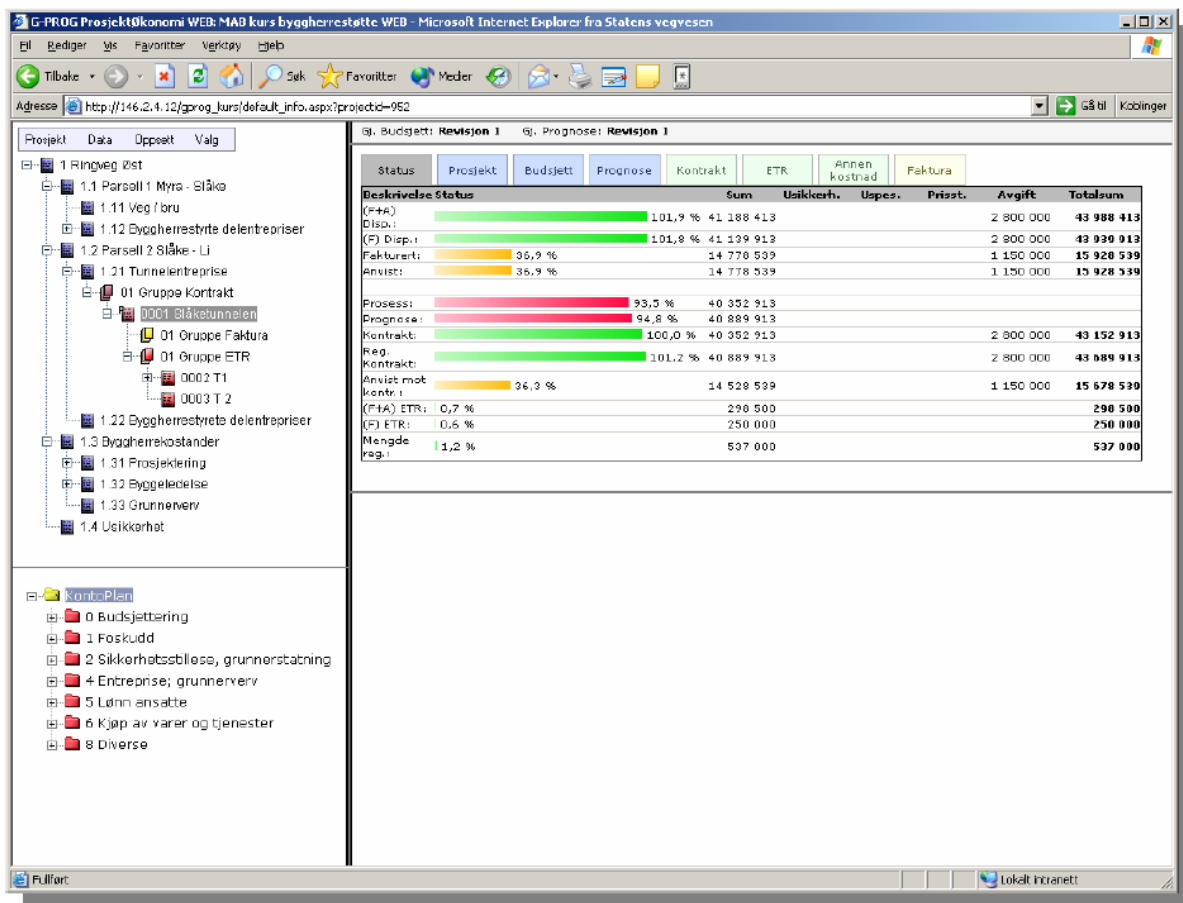 G-PROG ProsjektØkonomi WEB: MAB kurs byggherrestøtte WEB - Microsoft Internet Explorer fra Statens vegvesen
Fil Rediger Vis Favoritter Verktøy Hjelp
Tilbake Søk Favoritter Medier
Adresse http://146.2.4.12/gprog_kurs/default_info.aspx?projectid=952 Gå til Koblinger
Prosjekt Data Oppsett Valg
1 Ringveg Øst
1.1 Parsell 1 Myra - Slåke
1.11 Veg / bru
1.12 Byggherrestyrte delentrepriser
1.2 Parsell 2 Slåke - Li
1.21 Tunnelentreprise
01 Gruppe Kontrakt
0001 Slåketunnelen
01 Gruppe Faktura
01 Gruppe ETR
0002 T1
0003 T 2
1.22 Byggherrestyrete delentrepriser
1.3 Byggherrekostander
1.31 Prosjektering
1.32 Byggeledelse
1.33 Grunnerverv
1.4 Usikkerhet
KontoPlan
0 Budsjettering
1 Foskudd
2 Sikkerhetsstillese, grunnerstatning
4 Entreprise; grunnerverv
5 Lønn ansatte
6 Kjøp av varer og tjenester
8 Diverse
Gj. Budsjett: Revisjon 1 Gj. Prognose: Revisjon 1
Status Prosjekt Budsjett Prognose Kontrakt ETR Annen kostnad Faktura
Beskrivelse Status Sum Usikkerh. Uspes. Prisst. Avgift Totalsum
(F+A) Disp.: 101,9 % 41 188 413 2 800 000 43 988 413
(F) Disp.: 101,8 % 41 139 913 2 800 000 43 939 913
Fakturert: 36,9 % 14 778 539 1 150 000 15 928 539
Anvist: 36,9 % 14 778 539 1 150 000 15 928 539
Prosess: 93,5 % 40 352 913
Prognose: 94,8 % 40 889 913
Kontrakt: 100,0 % 40 352 913 2 800 000 43 152 913
Reg. Kontrakt: 101,2 % 40 889 913 2 800 000 43 689 913
Anvist mot kontr.: 36,3 % 14 528 539 1 150 000 15 678 539
(F+A) ETR: 0,7 % 298 500 298 500
(F) ETR: 0,6 % 250 000 250 000
Mengde reg.: 1,2 % 537 000 537 000
Fullført Lokalt intranett